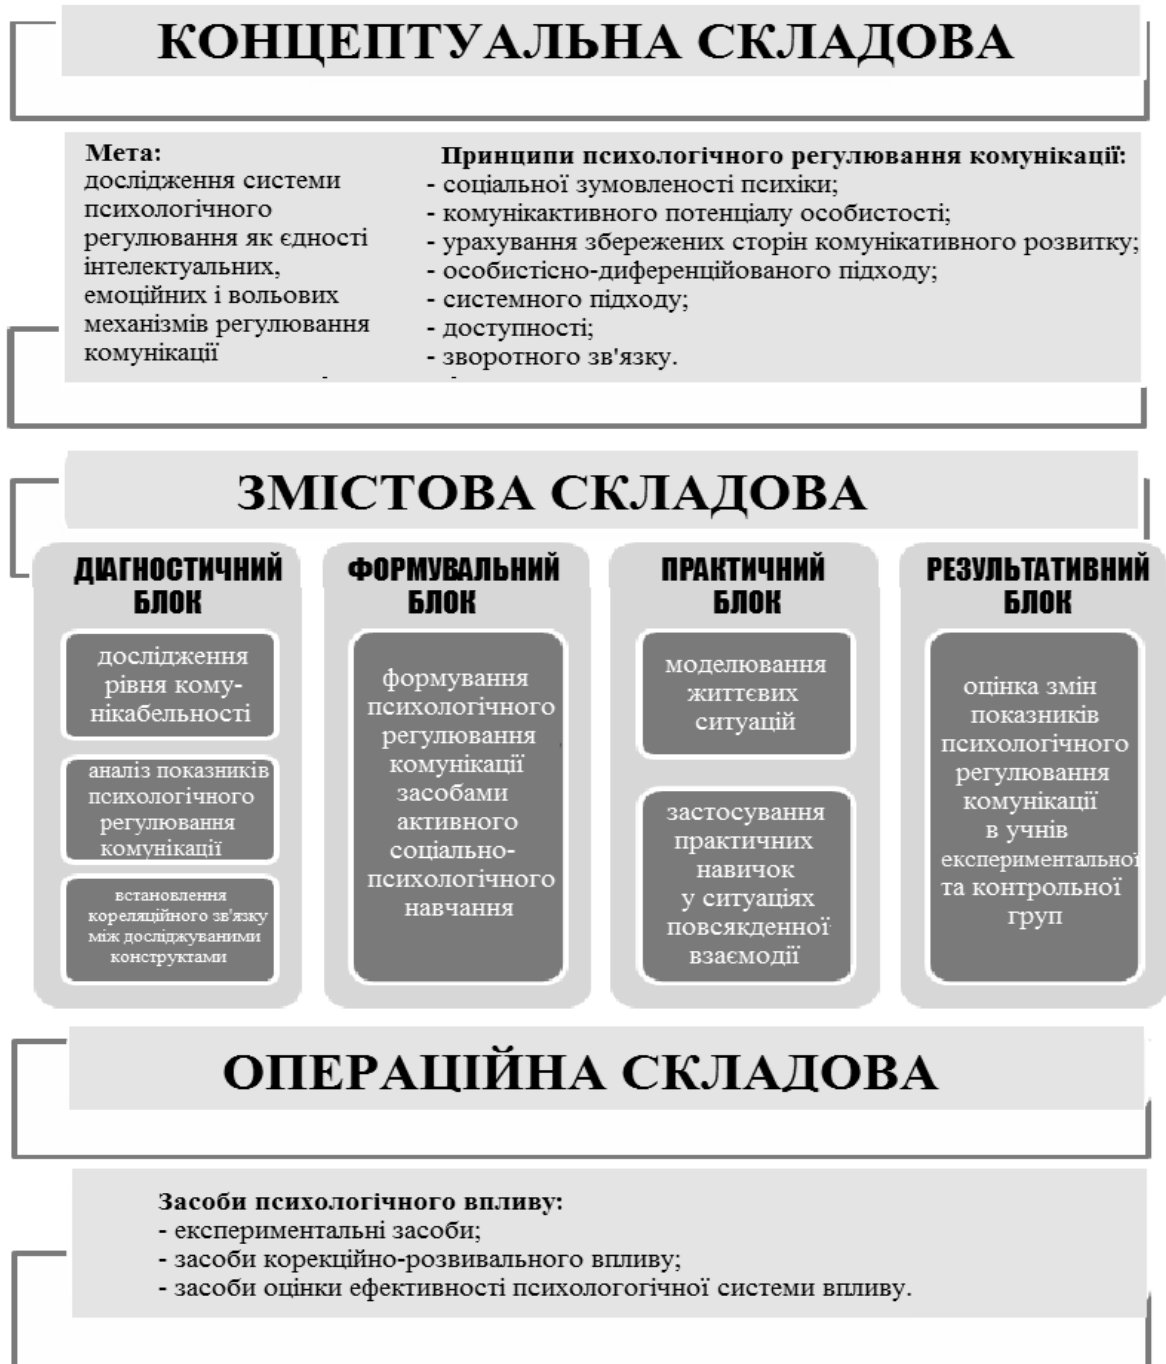 КОНЦЕПТУАЛЬНА СКЛАДОВА
Мета:
дослідження системи
психологічного
регулювання як єдності
інтелектуальних,
емоційних і вольових
механізмів регулювання
комунікації
Принципи психологічного регулювання комунікації:
- соціальної зумовленості психіки;
- комунікактивного потенціалу особистості;
- урахування збережених сторін комунікативного розвитку;
- особистісно-диференційованого підходу;
- системного підходу;
- доступності;
- зворотного зв'язку.
ЗМІСТОВА СКЛАДОВА
ДІАГНОСТИЧНИЙ
БЛОК
дослідження
рівня кому-
нікабельності
аналіз показників
психологічного
регулювання
комунікації
встановлення
кореляційного зв'язку
між досліджуваними
конструктами
ФОРМУВАЛЬНИЙ
БЛОК
формування
психологічного
регулювання
комунікації
засобами
активного
соціально-
психологічного
навчання
ПРАКТИЧНИЙ
БЛОК
моделювання
життєвих
ситуацій
застосування
практичних
навичок
у ситуаціях
повсякденної
взаємодії
РЕЗУЛЬТАТИВНИЙ
БЛОК
оцінка змін
показників
психологічного
регулювання
комунікації
в учнів
експериментальної
та контрольної
груп
ОПЕРАЦІЙНА СКЛАДОВА
Засоби психологічного впливу:
- експериментальні засоби;
- засоби корекційно-розвивального впливу;
- засоби оцінки ефективності психологогічної системи впливу.